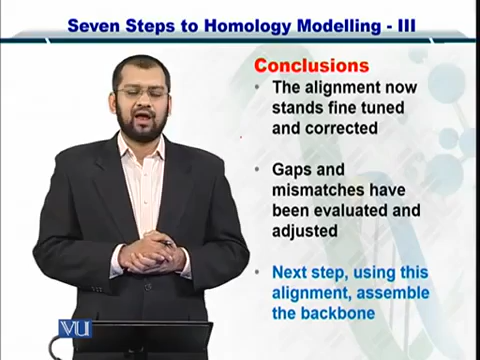 Seven Steps to Homology Modelling - III
Conclusions
• The alignment now
stands fine tuned
and corrected
• Gaps and
mismatches have
been evaluated and
adjusted
• Next step, using this
alignment, assemble
the backbone
VU